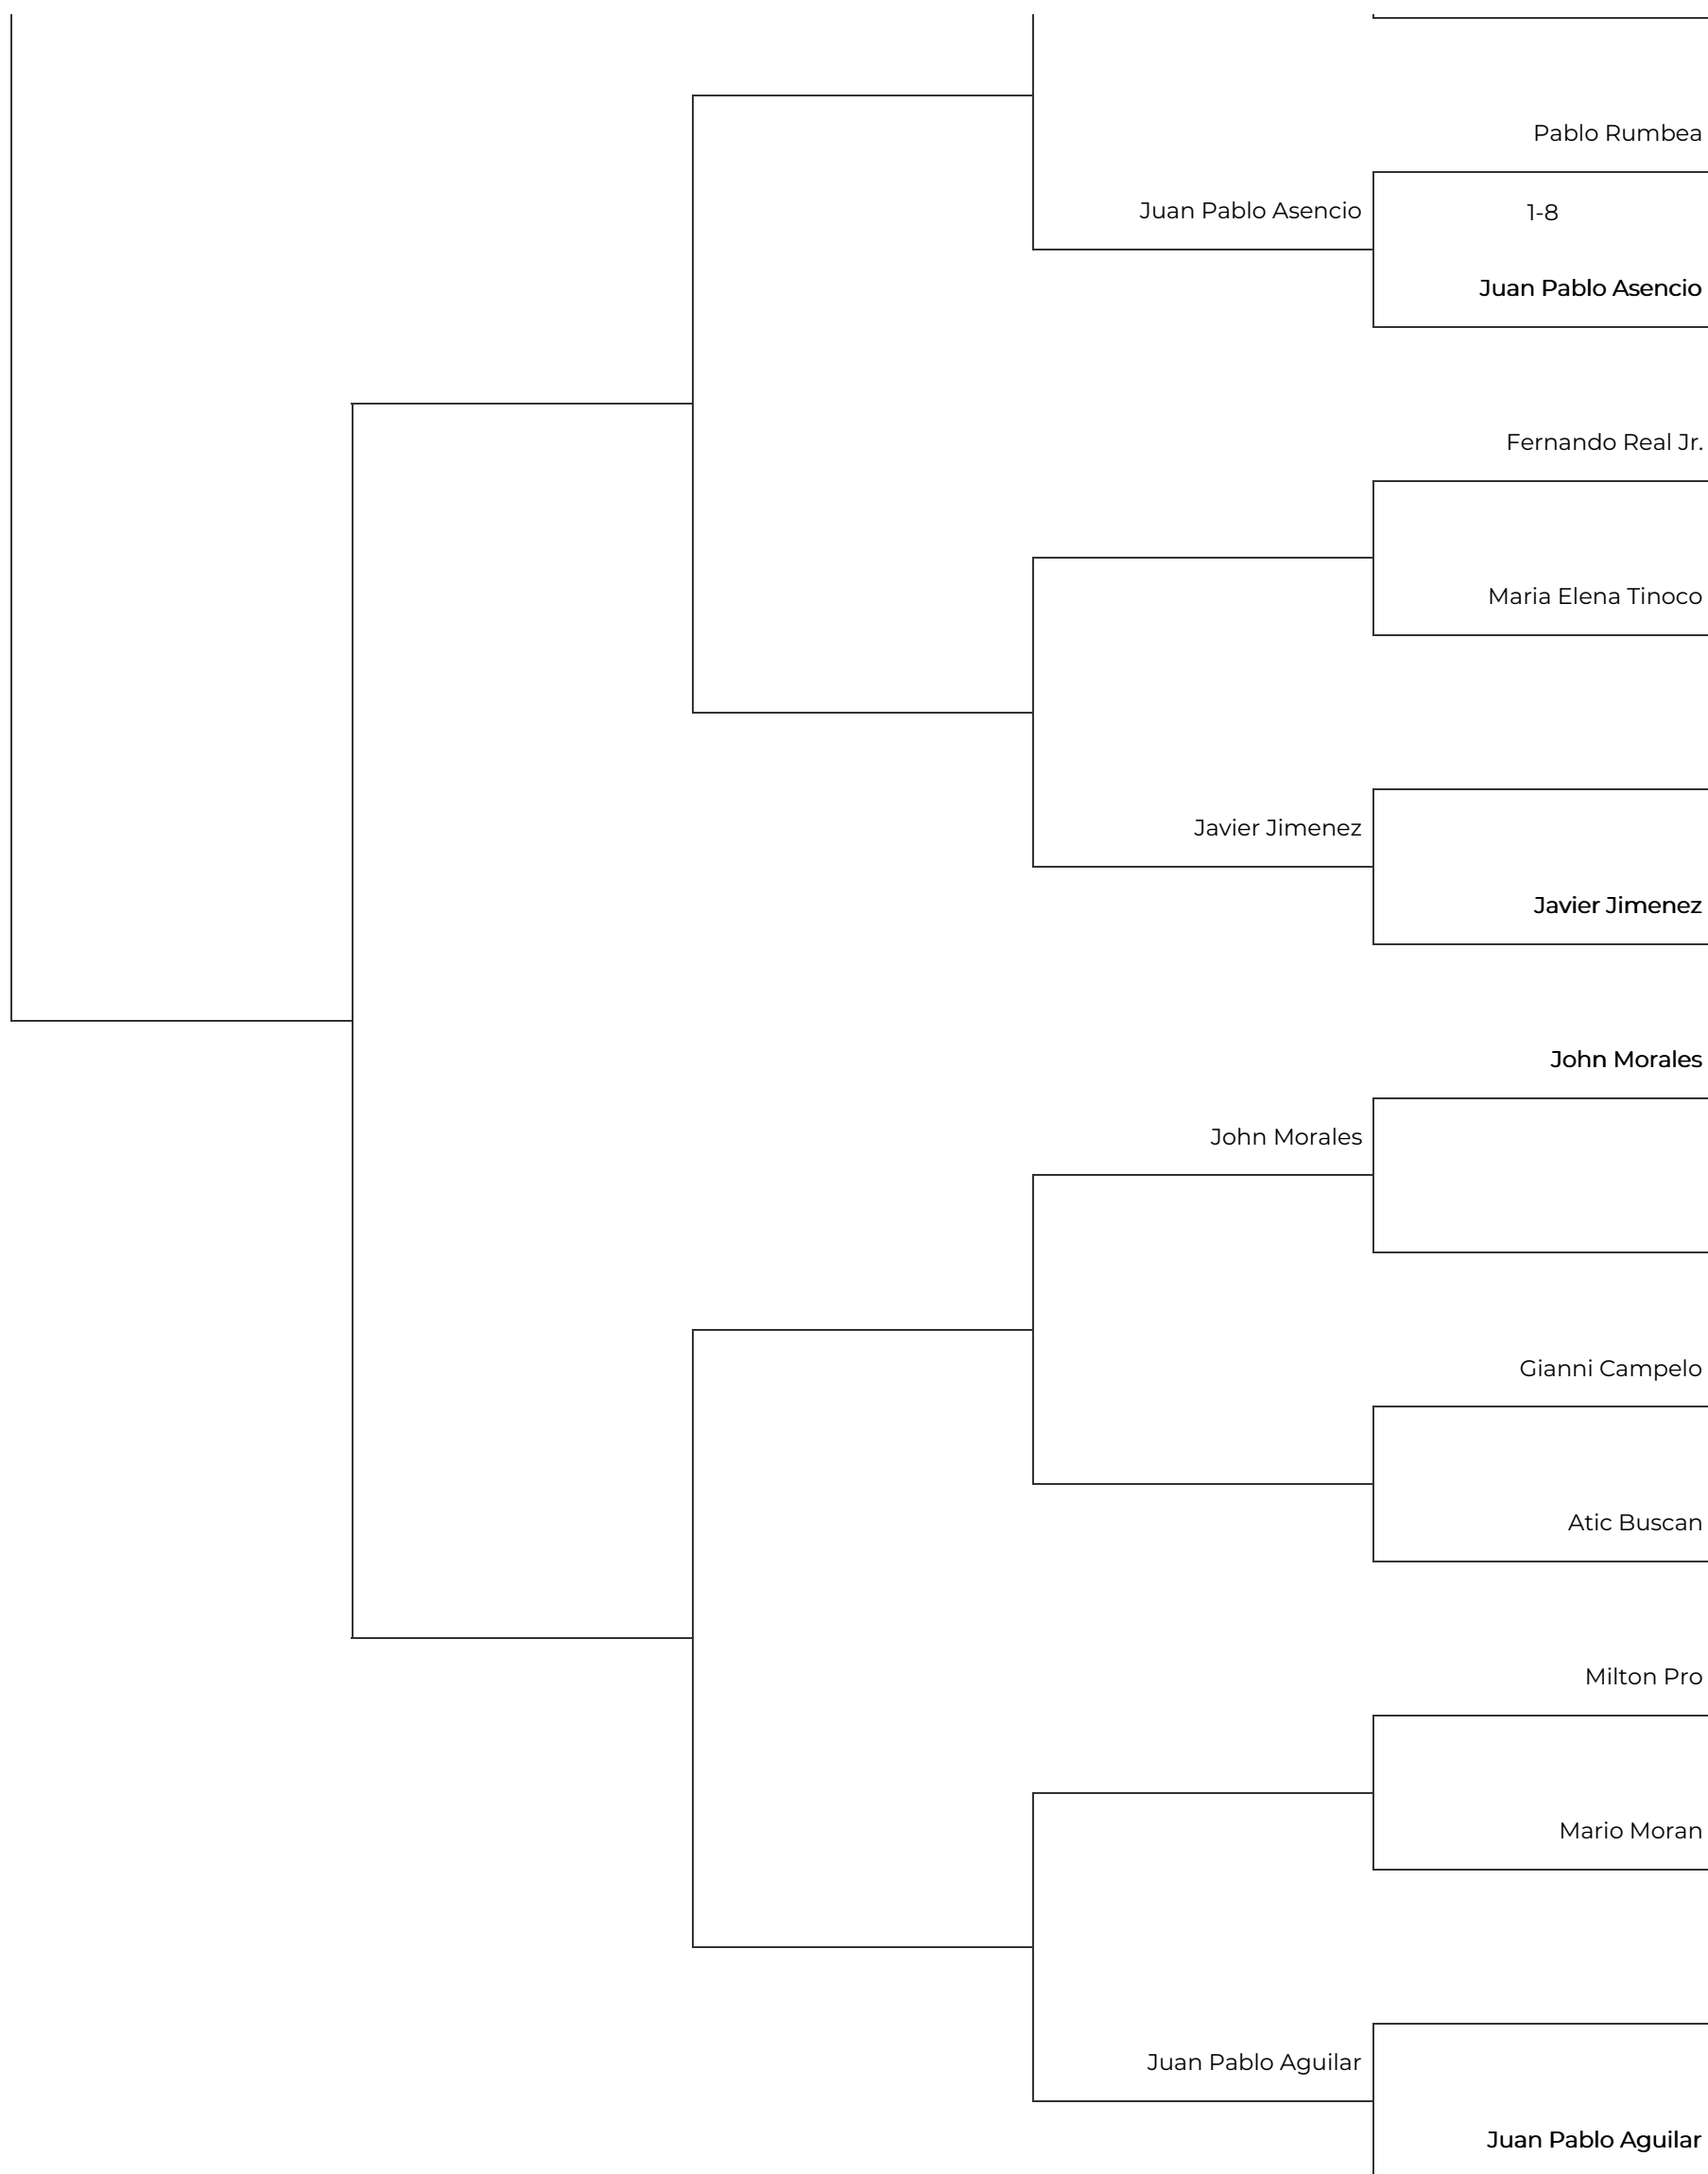 Pablo Rumbea
Juan Pablo Asencio
1-8
Juan Pablo Asencio
Fernando Real Jr.
Maria Elena Tinoco
Javier Jimenez
Javier Jimenez
John Morales
John Morales
Gianni Campelo
Atic Buscan
Milton Pro
Mario Moran
Juan Pablo Aguilar
Juan Pablo Aguilar